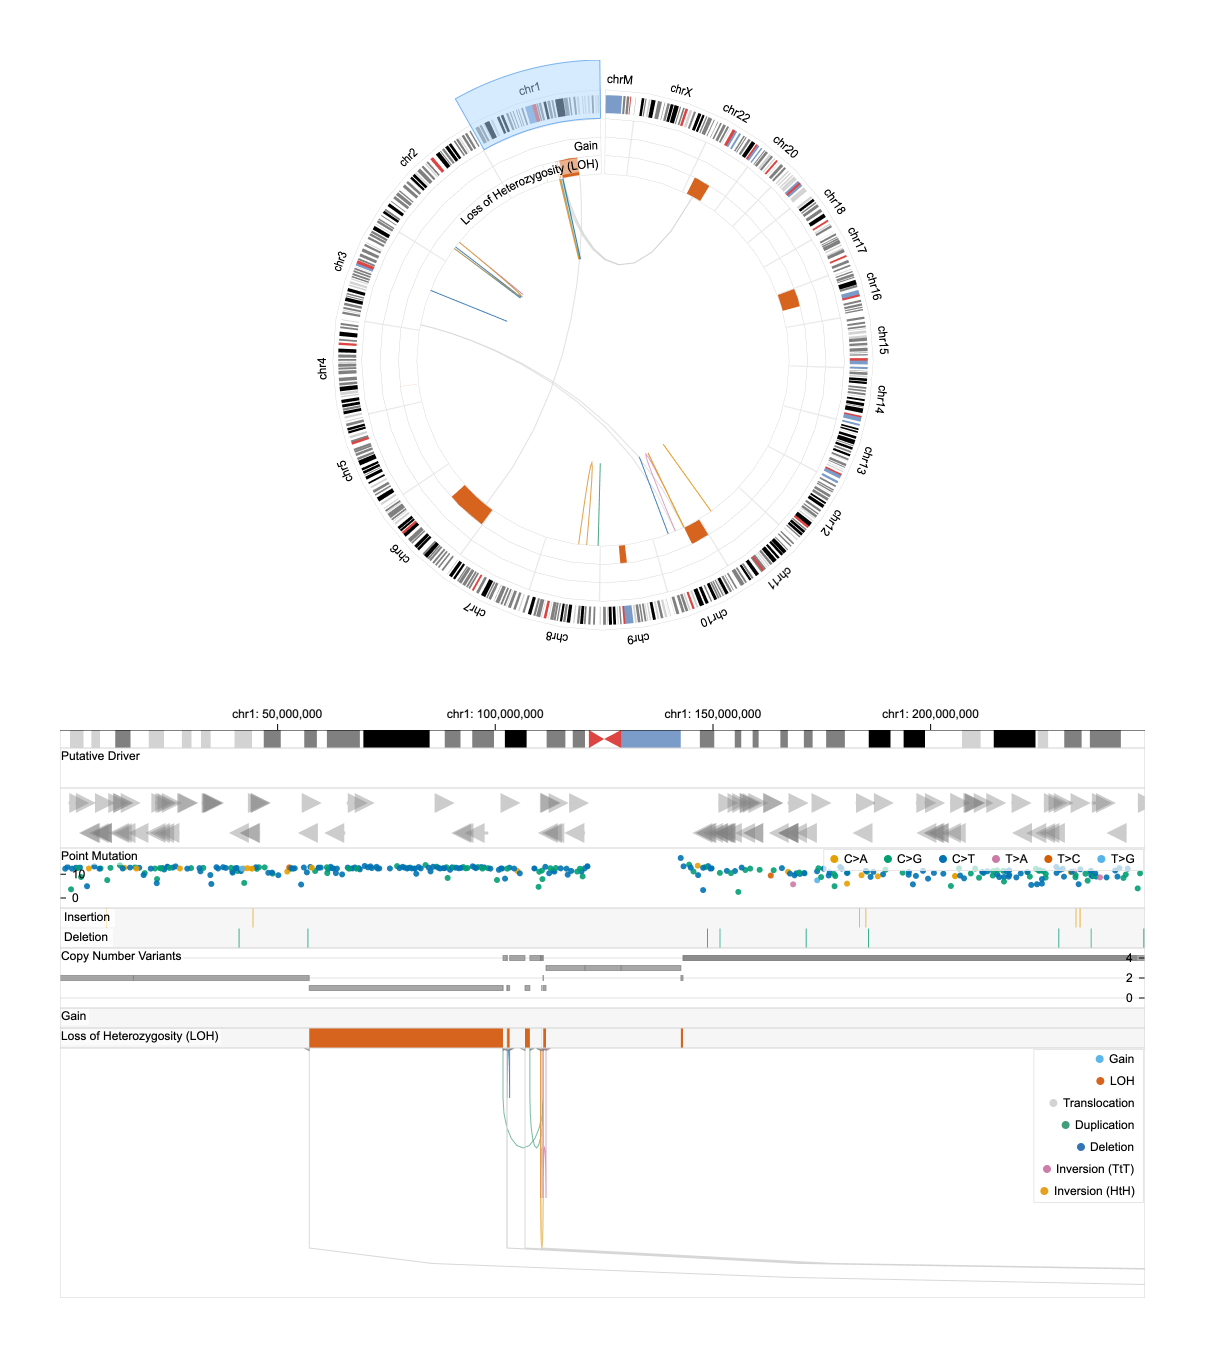 chrM
chrX
chr22
chr20
chr18
chr17
chr16
chr15
chr14
chr13
chr12
chr11
chr10
chr9
chr8
chr7
chr6
chr5
chr4
chr3
chr2
chr1
Gain
Loss of Heterozygosity (LOH)
chr1: 50,000,000
chr1: 100,000,000
chr1: 150,000,000
chr1: 200,000,000
Putative Driver
Point Mutation
C>A
C>G
C>T
T>A
T>C
T>G
10
0
Insertion
Deletion
Copy Number Variants
4
2
0
Gain
Loss of Heterozygosity (LOH)
Gain
LOH
Translocation
Duplication
Deletion
Inversion (TtT)
Inversion (HtH)